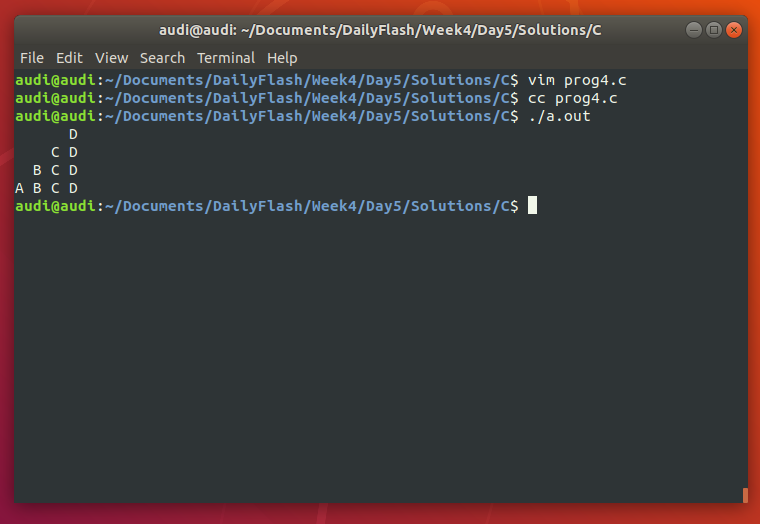 audi@audi: ~/Documents/DailyFlash/Week4/Day5/Solutions/C
File Edit View Search Terminal Help
audi@audi:~/Documents/DailyFlash/Week4/Day5/Solutions/C$ vim prog4.c
audi@audi:~/Documents/DailyFlash/Week4/Day5/Solutions/C$ cc prog4.c
audi@audi:~/Documents/DailyFlash/Week4/Day5/Solutions/C$ ./a.out
      D
    C D
  B C D
A B C D
audi@audi:~/Documents/DailyFlash/Week4/Day5/Solutions/C$